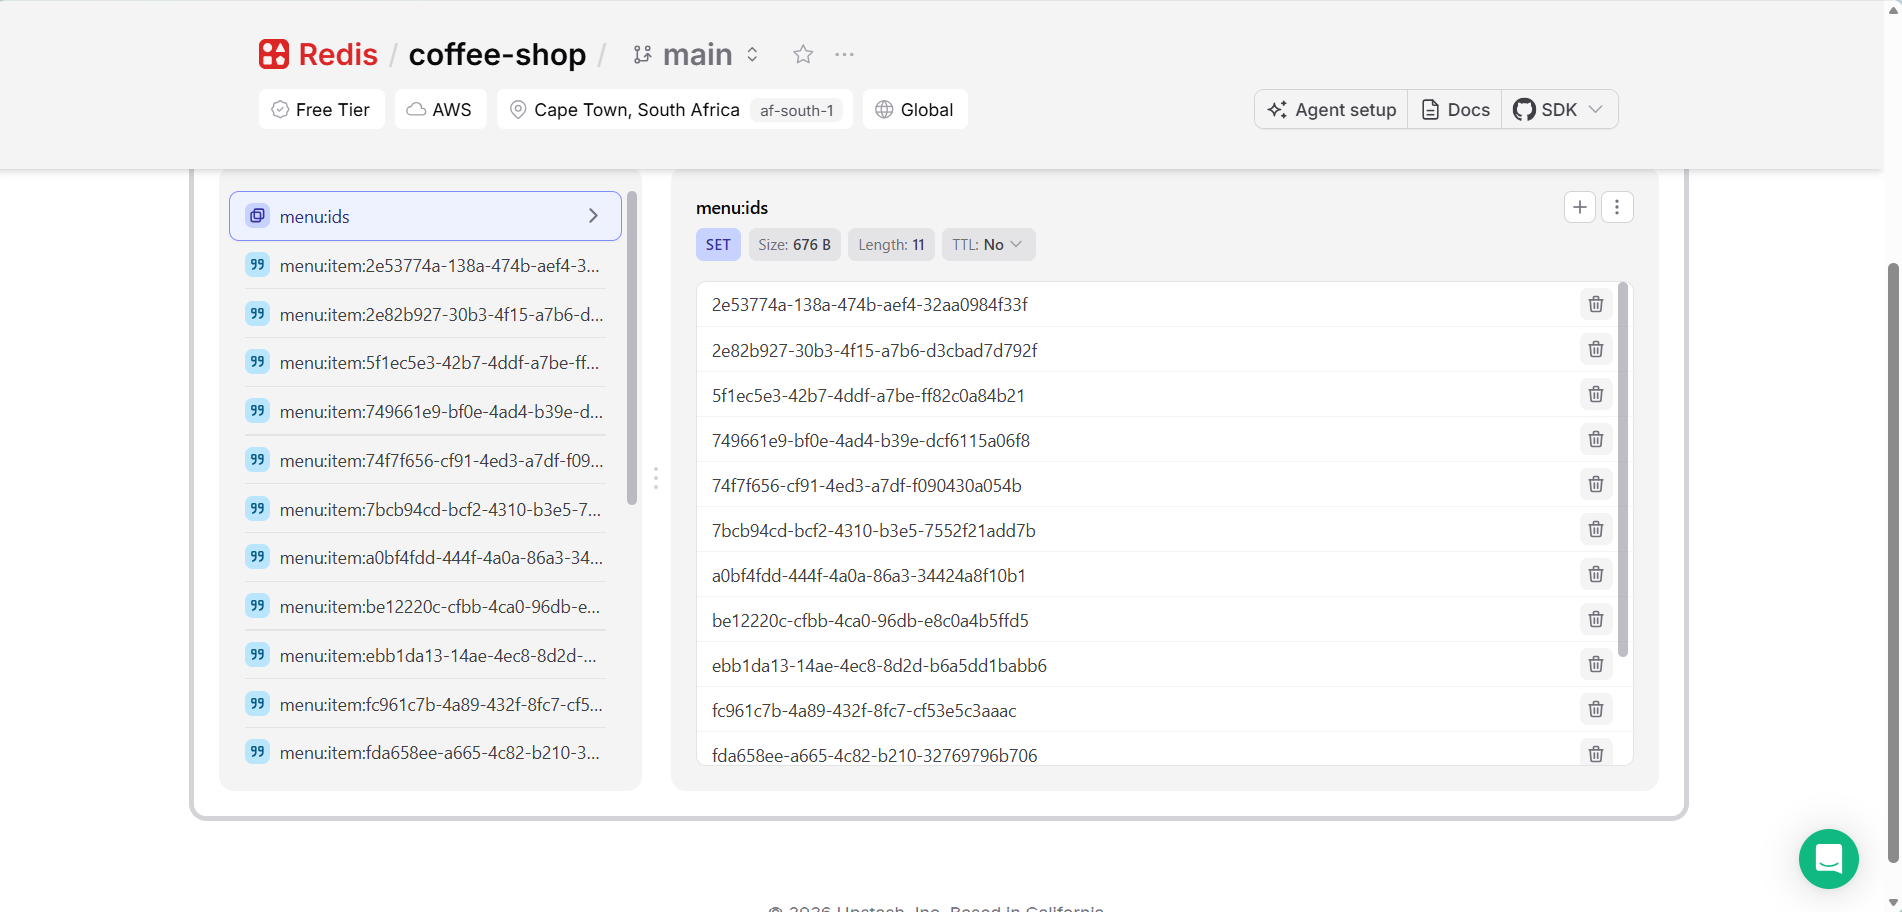 Redis / coffee-shop / main
Free Tier AWS Cape Town, South Africa af-south-1 Global Agent setup Docs SDK
menu:ids
menu:item:2e53774a-138a-474b-aef4-3...
menu:item:2e82b927-30b3-4f15-a7b6-d...
menu:item:5f1ec5e3-42b7-4ddf-a7be-ff...
menu:item:749661e9-bf0e-4ad4-b39e-d...
menu:item:74f7f656-cf91-4ed3-a7df-f09...
menu:item:7bcb94cd-bcf2-4310-b3e5-7...
menu:item:a0bf4fdd-444f-4a0a-86a3-34...
menu:item:be12220c-cfbb-4ca0-96db-e...
menu:item:ebb1da13-14ae-4ec8-8d2d-...
menu:item:fc961c7b-4a89-432f-8fc7-cf5...
menu:item:fda658ee-a665-4c82-b210-3...
menu:ids
SET Size: 676 B Length: 11 TTL: No
2e53774a-138a-474b-aef4-32aa0984f33f
2e82b927-30b3-4f15-a7b6-d3cbad7d792f
5f1ec5e3-42b7-4ddf-a7be-ff82c0a84b21
749661e9-bf0e-4ad4-b39e-dcf6115a06f8
74f7f656-cf91-4ed3-a7df-f090430a054b
7bcb94cd-bcf2-4310-b3e5-7552f21add7b
a0bf4fdd-444f-4a0a-86a3-34424a8f10b1
be12220c-cfbb-4ca0-96db-e8c0a4b5ffd5
ebb1da13-14ae-4ec8-8d2d-b6a5dd1babb6
fc961c7b-4a89-432f-8fc7-cf53e5c3aaac
fda658ee-a665-4c82-b210-32769796b706
© 2026 Upstash, Inc. Based in California